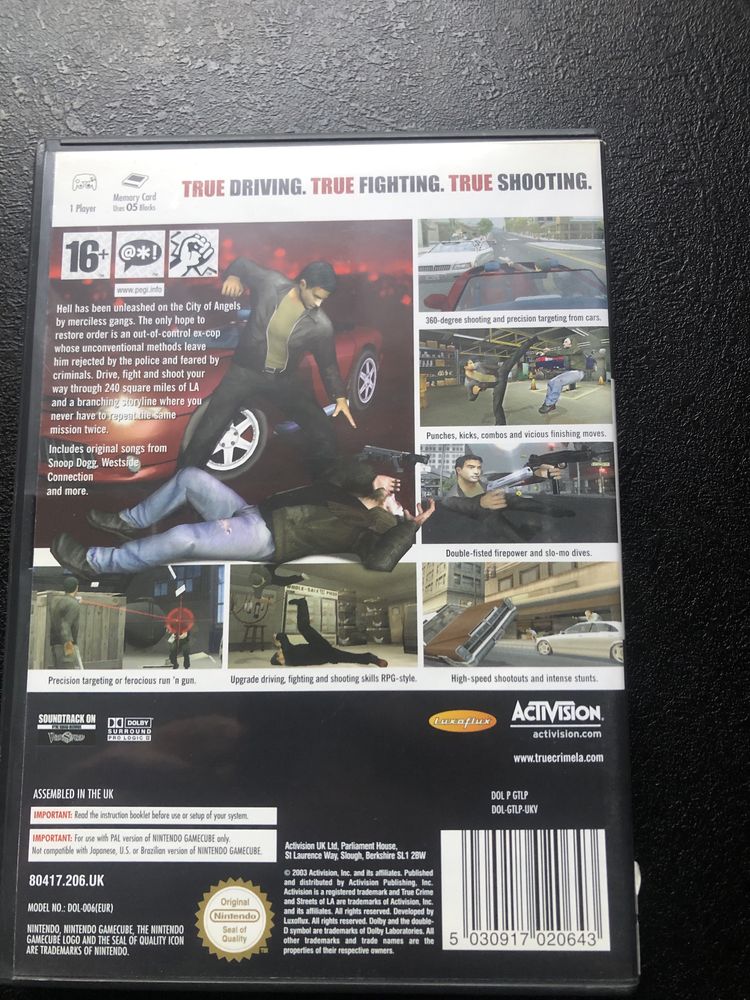 TRUE DRIVING. TRUE FIGHTING. TRUE SHOOTING.
1 Player
Memory Card
Uses 05 Blocks
16+
@*!
www.pegi.info
Hell has been unleashed on the City of Angels
by merciless gangs. The only hope to
restore order is an out-of-control ex-cop
whose unconventional methods leave
him rejected by the police and feared by
criminals. Drive, fight and shoot your
way through 240 square miles of LA
and a branching storyline where you
never have to repeat the same
mission twice.
Includes original songs from
Snoop Dogg, Westside
Connection
and more.
360-degree shooting and precision targeting from cars.
Punches, kicks, combos and vicious finishing moves.
Double-fisted firepower and slo-mo dives.
Precision targeting or ferocious run 'n gun.
Upgrade driving, fighting and shooting skills RPG-style.
High-speed shootouts and intense stunts.
SOUNDTRACK ON
DOLBY
SURROUND
PRO LOGIC II
Luxoflux
ACTIVISION.
activision.com
www.truecrimela.com
ASSEMBLED IN THE UK
DOL P GTLP
DOL-GTLP-UKV
IMPORTANT: Read the instruction booklet before use or setup of your system.
IMPORTANT: For use with PAL version of NINTENDO GAMECUBE only.
Not compatible with Japanese, U.S. or Brazilian version of NINTENDO GAMECUBE.
80417.206.UK
MODEL NO.: DOL-006(EUR)
NINTENDO, NINTENDO GAMECUBE, THE NINTENDO
GAMECUBE LOGO AND THE SEAL OF QUALITY ICON
ARE TRADEMARKS OF NINTENDO.
Original
Nintendo
Seal of
Quality
TM
Activision UK Ltd, Parliament House,
St Laurence Way, Slough, Berkshire SL1 2BW
© 2003 Activision, Inc. and its affiliates. Published
and distributed by Activision Publishing, Inc.
Activision is a registered trademark and True Crime
and Streets of LA are trademarks of Activision, Inc.
and its affiliates. All rights reserved. Developed by
Luxoflux. All rights reserved. Dolby and the double-
D symbol are trademarks of Dolby Laboratories. All
other trademarks and trade names are the
properties of their respective owners.
5 030917 020643